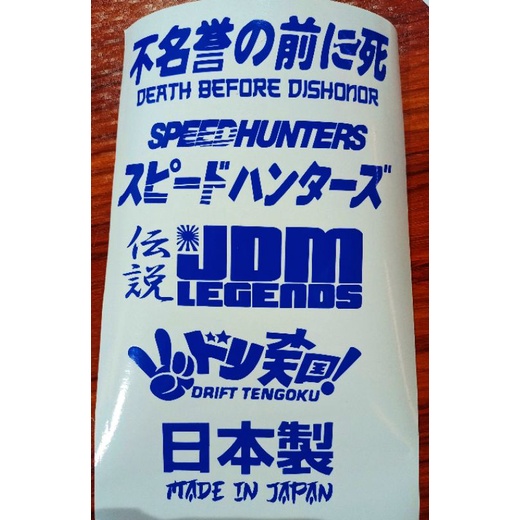 不名誉の前に死
DEATH BEFORE DISHONOR
SPEEDHUNTERS
スピードハンターズ
伝説 JDM
LEGENDS
ドリ天国!
DRIFT TENGOKU
日本製
MADE IN JAPAN